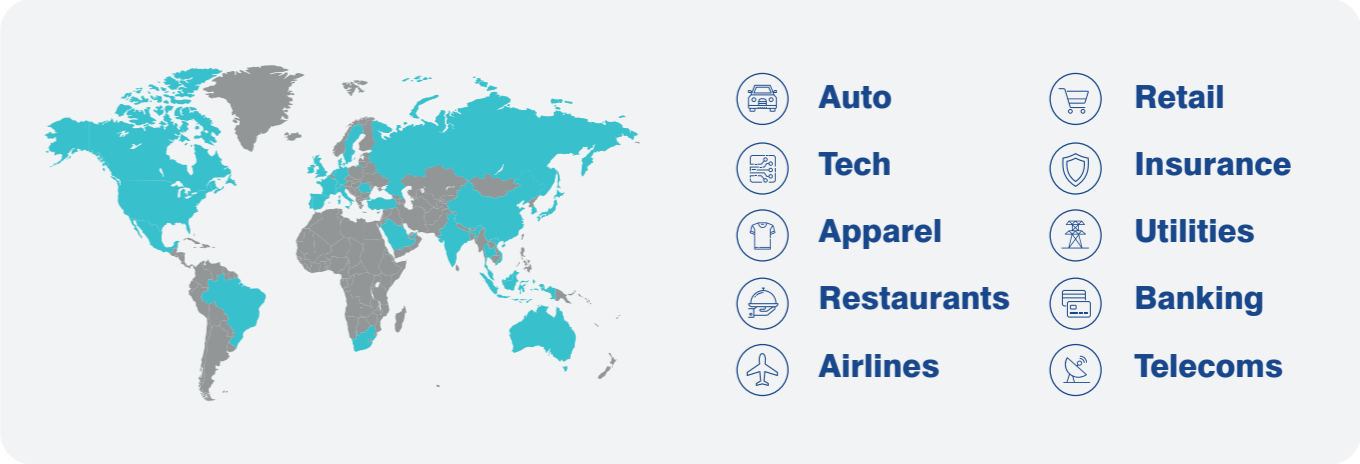 Auto
Tech
Apparel
Restaurants
Airlines
Retail
Insurance
Utilities
Banking
Telecoms